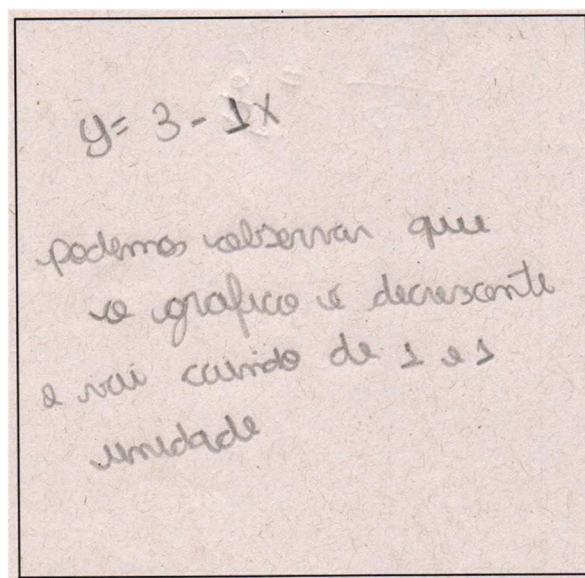 y= 3 - 1x
podemos observar que
o grafico é decrescente
e vai caindo de 1 e 1
unidade